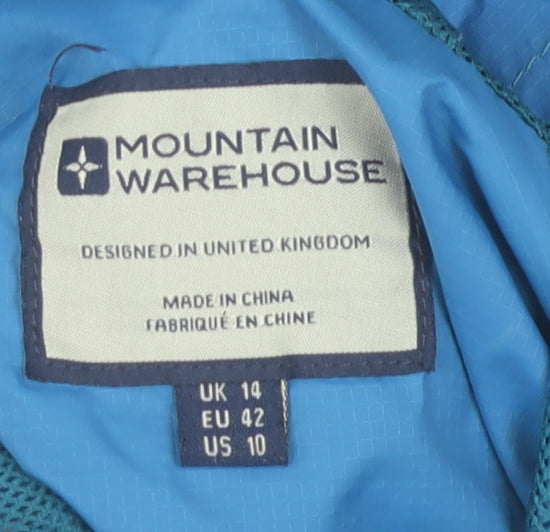 MOUNTAIN
WAREHOUSE
DESIGNED IN UNITED KINGDOM
MADE IN CHINA
FABRIQUÉ EN CHINE
UK 14
EU 42
US 10